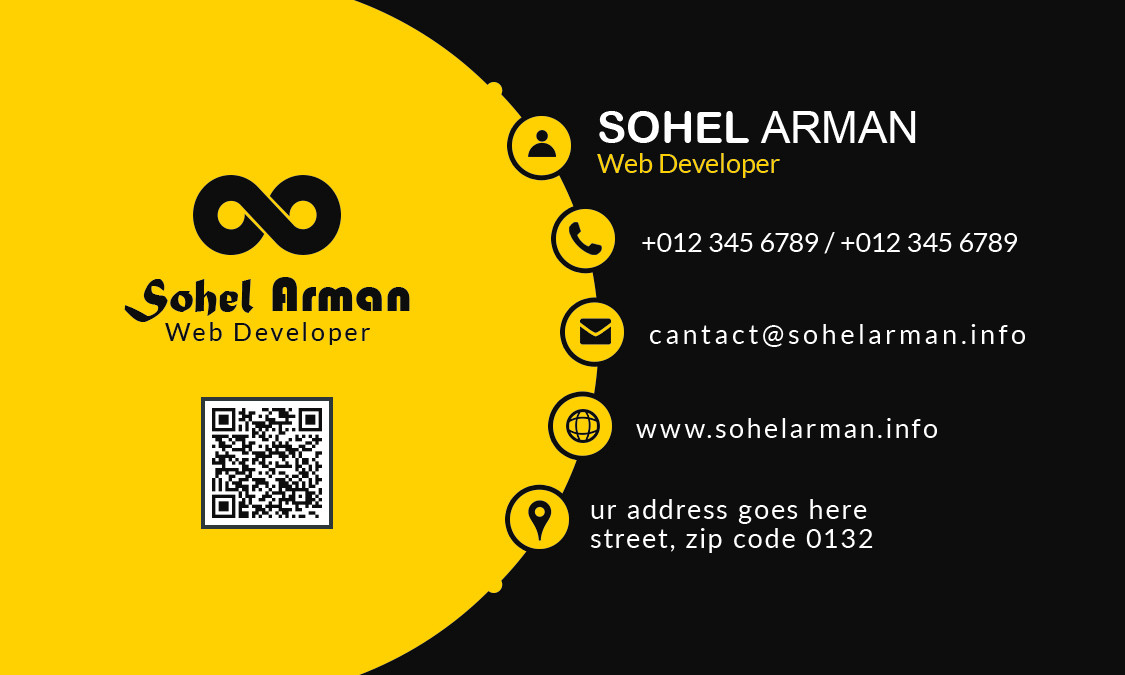 Sohel Arman
Web Developer
SOHEL ARMAN
Web Developer
+012 345 6789 / +012 345 6789
cantact@sohelarman.info
www.sohelarman.info
ur address goes here
street, zip code 0132